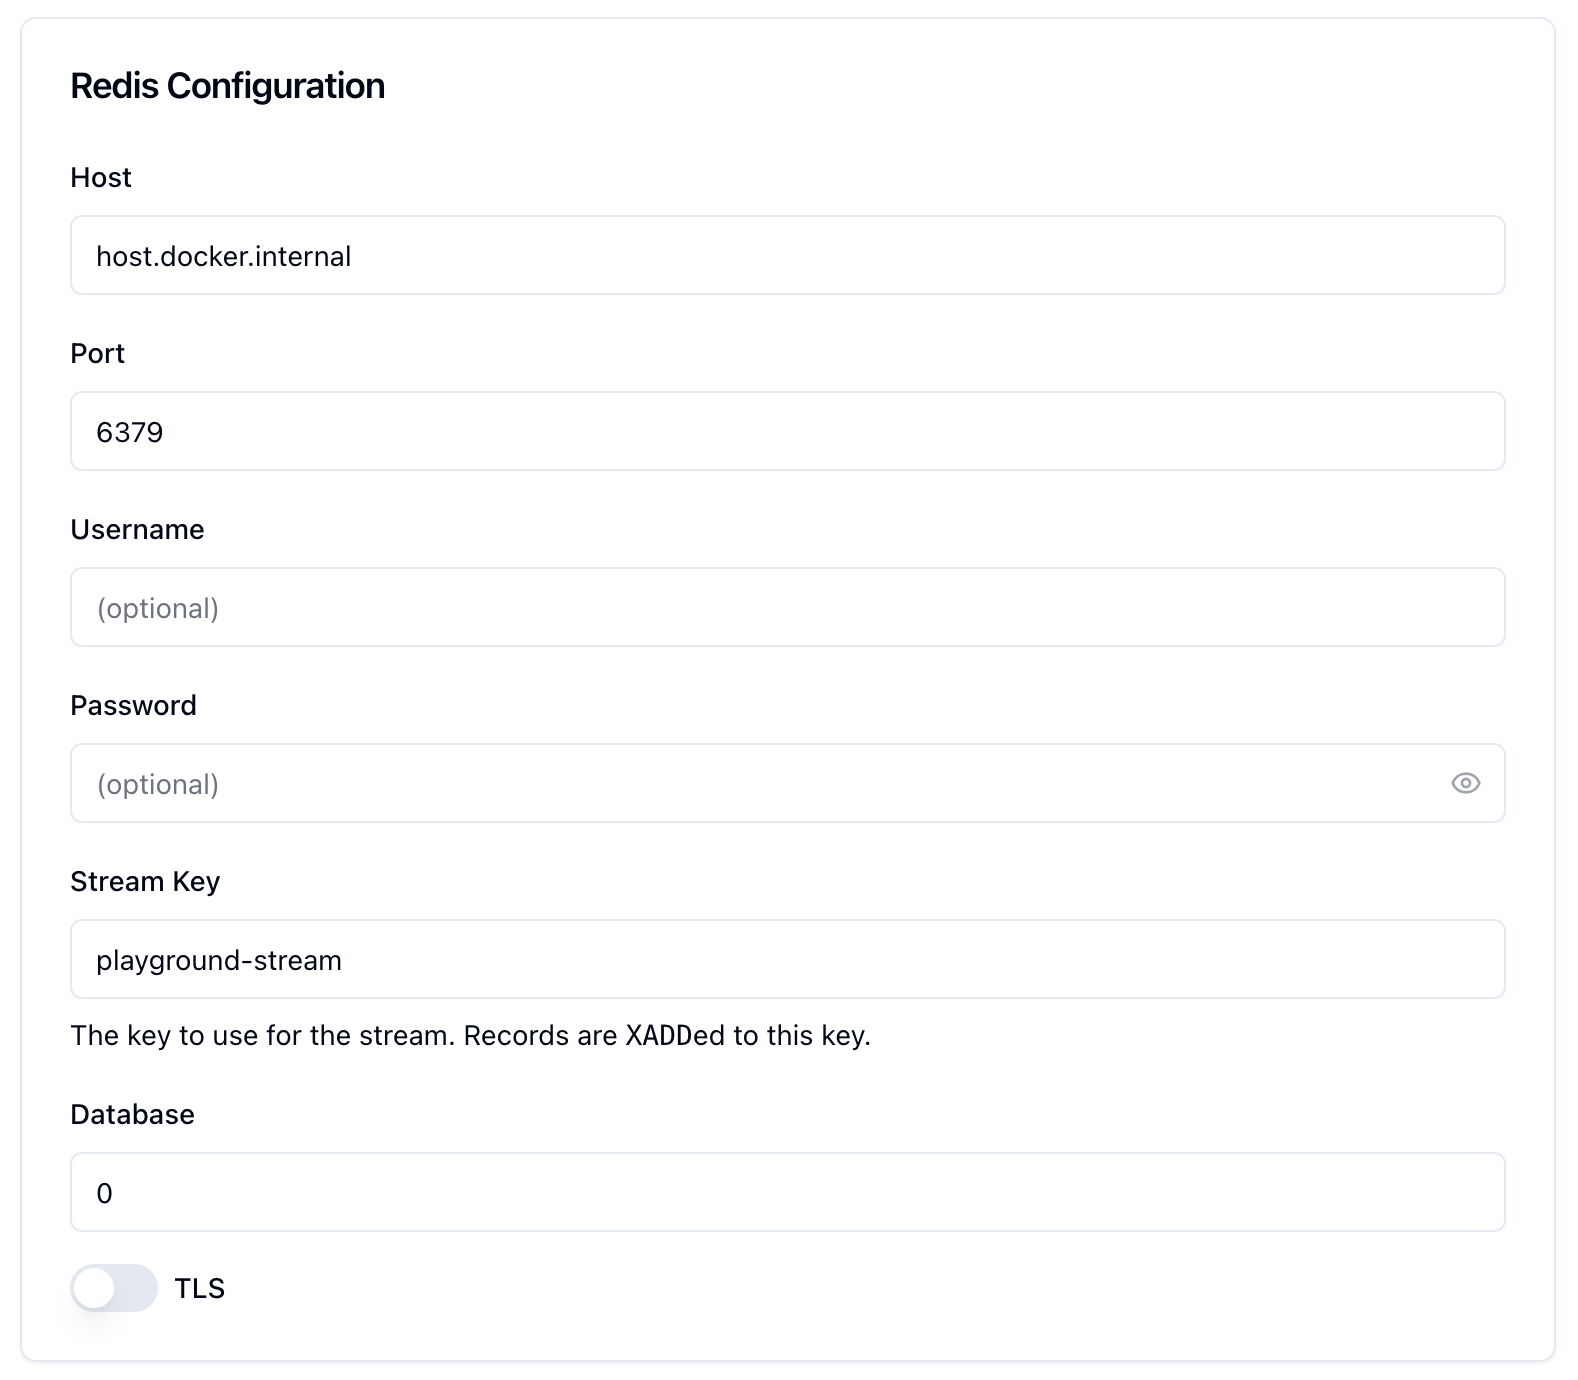 Redis Configuration
Host
host.docker.internal
Port
6379
Username
(optional)
Password
(optional)
Stream Key
playground-stream
The key to use for the stream. Records are XADDed to this key.
Database
0
TLS